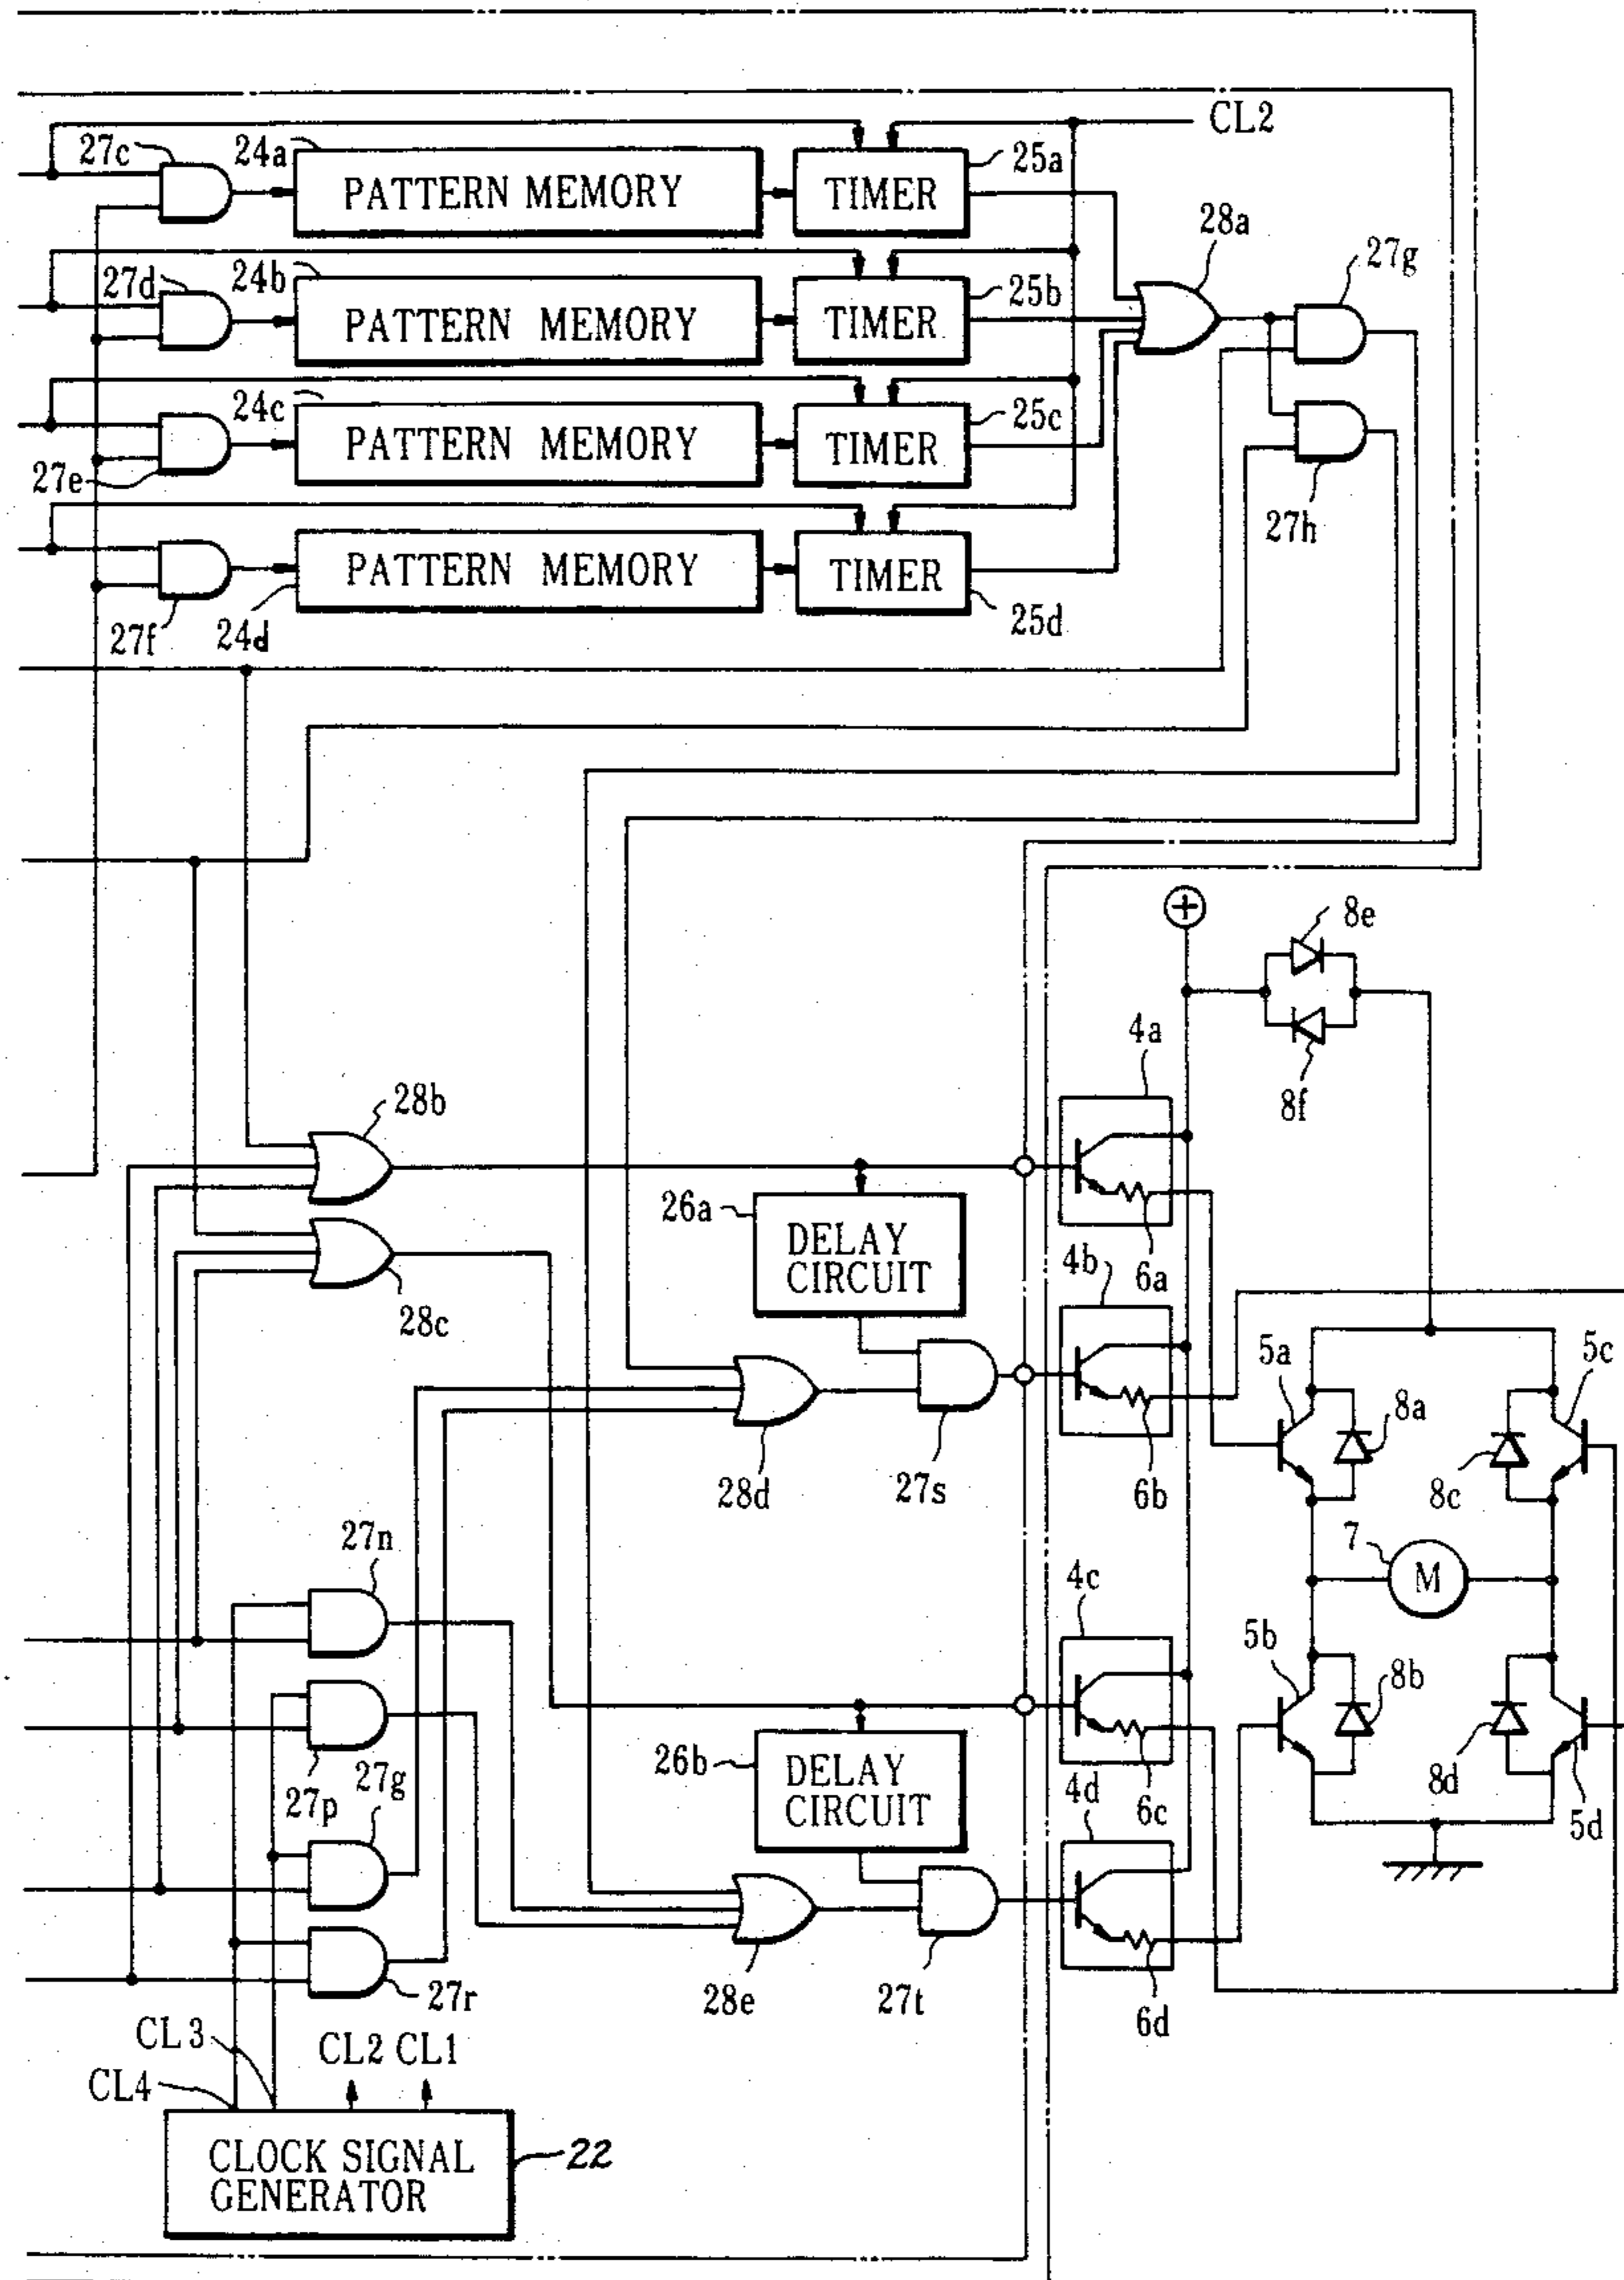 CL2
27c
24a
25a
PATTERN MEMORY
TIMER
28a
27g
27d
24b
25b
PATTERN MEMORY
TIMER
24c
25c
PATTERN MEMORY
TIMER
27e
27h
PATTERN MEMORY
TIMER
27f
24d
25d
8e
4a
8f
28b
26a
DELAY
CIRCUIT
4b
6a
28c
5a
5c
8a
28d
27s
6b
8c
27n
7
M
4c
5b
8b
26b
DELAY
CIRCUIT
27p
27g
4d
6c
8d
5d
27r
28e
27t
6d
CL3
CL2 CL1
CL4
CLOCK SIGNAL
GENERATOR
22